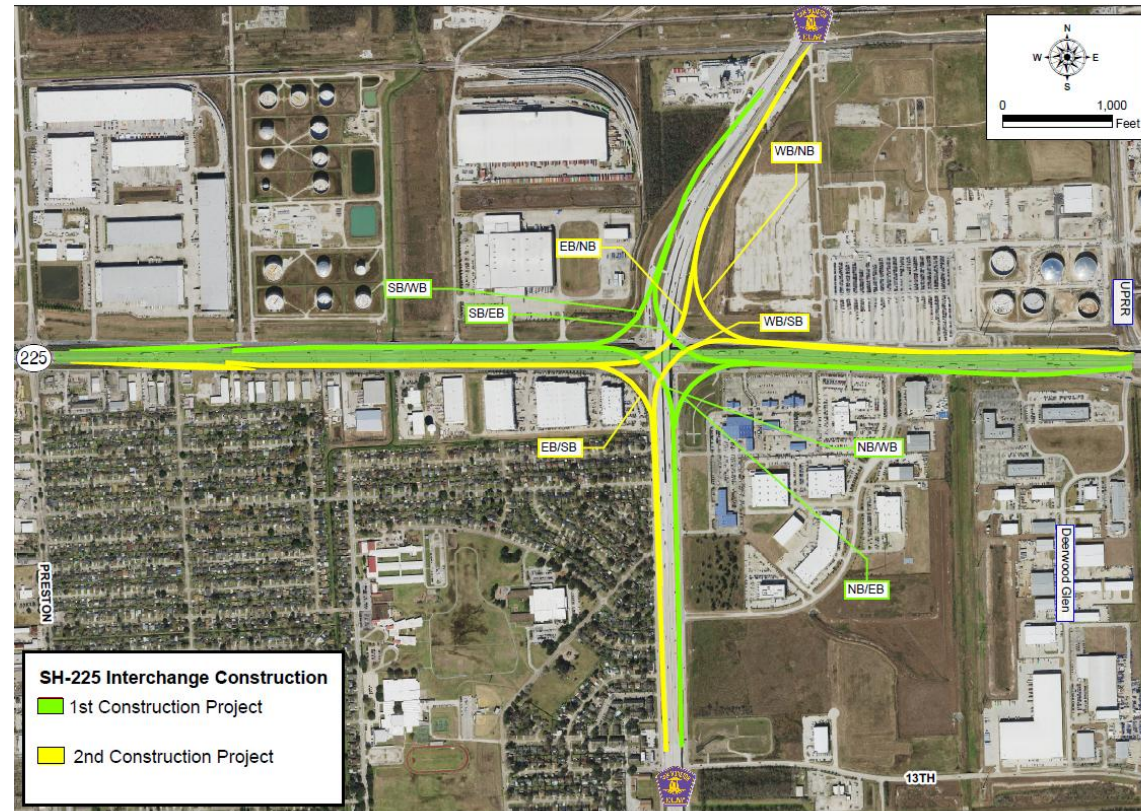 N
W E
S
0 1,000
Feet
WB/NB
EB/NB
SB/WB
SB/EB
WB/SB
UPRR
225
EB/SB
NB/WB
NB/EB
Deerwood Glen
PRESTON
13TH
SH-225 Interchange Construction
1st Construction Project
2nd Construction Project